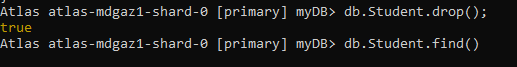 Atlas atlas-mdgaz1-shard-0 [primary] myDB> db.Student.drop();
true
Atlas atlas-mdgaz1-shard-0 [primary] myDB> db.Student.find()